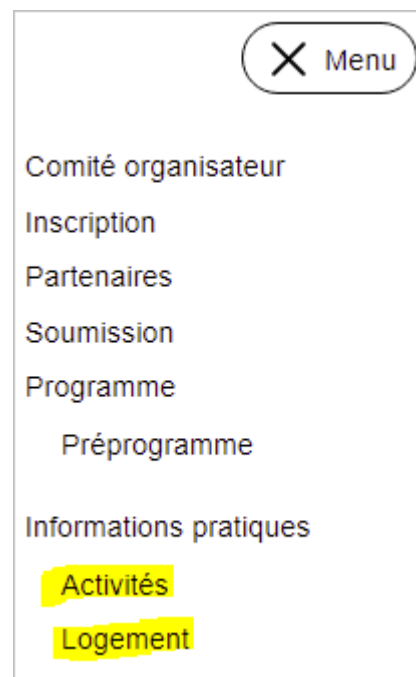 Menu
Comité organisateur
Inscription
Partenaires
Soumission
Programme
Préprogramme
Informations pratiques
Activités
Logement